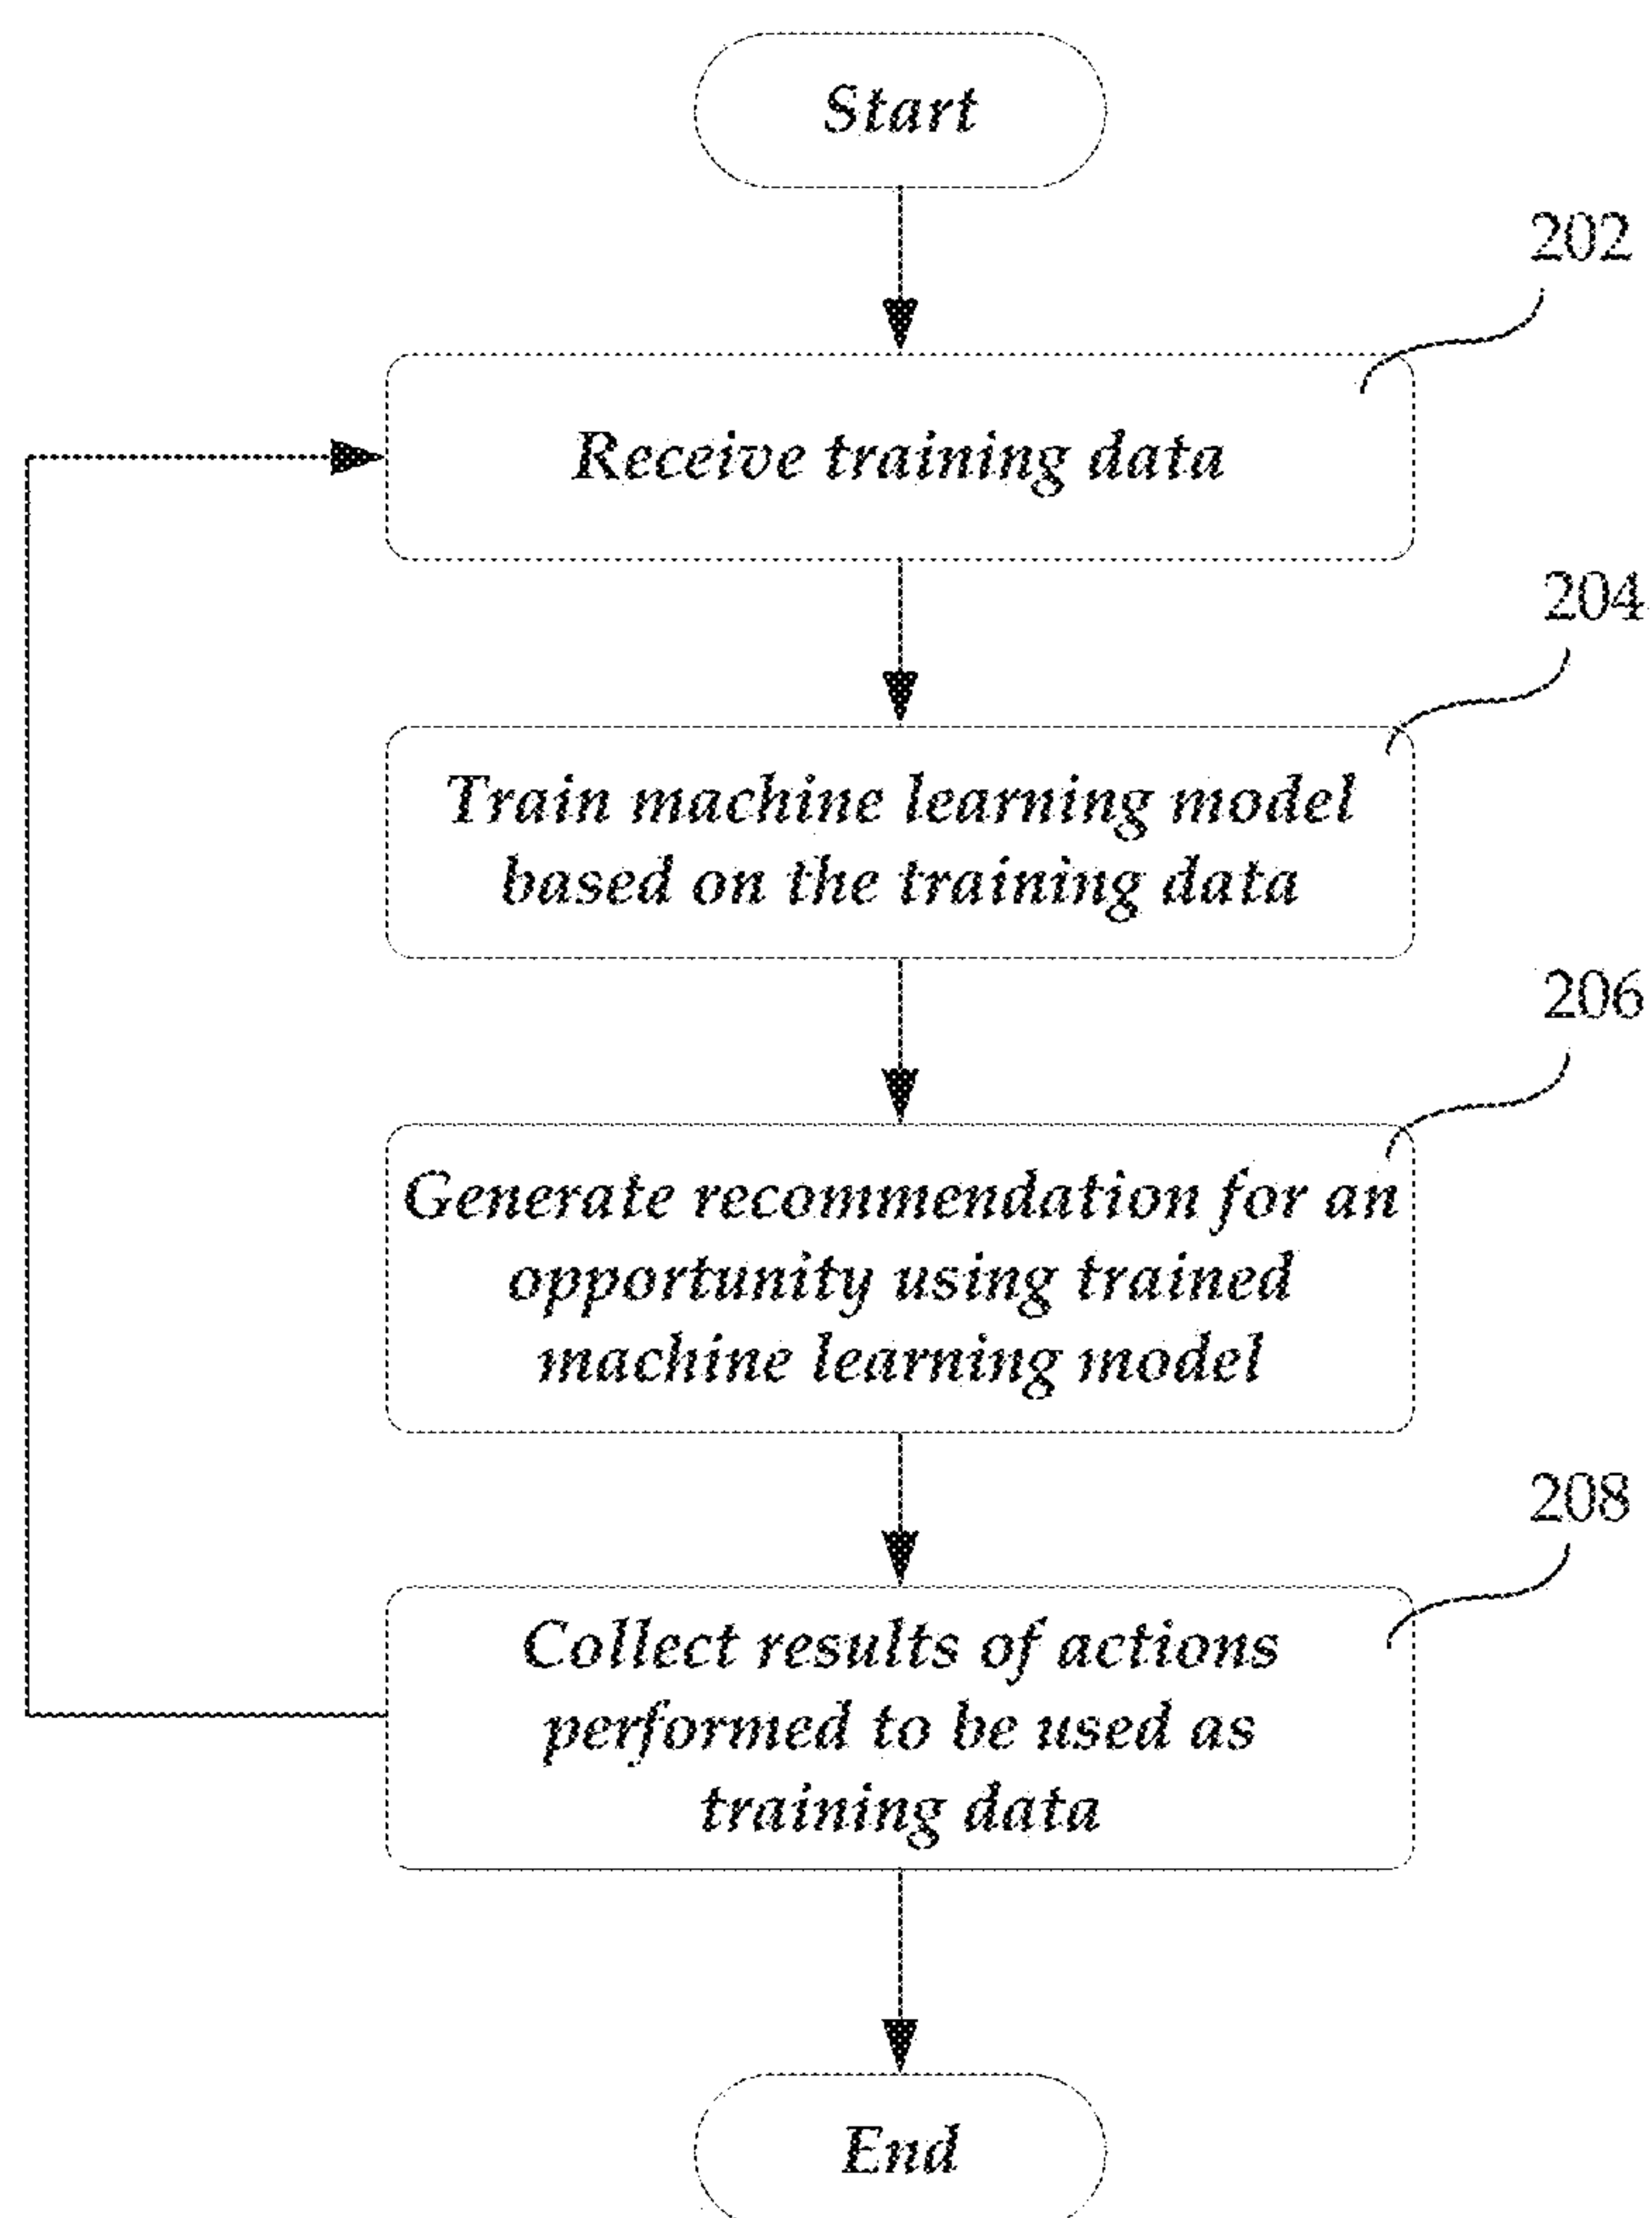 Start
202
Receive training data
204
Train machine learning model
based on the training data
206
Generate recommendation for an
opportunity using trained
machine learning model
208
Collect results of actions
performed to be used as
training data
End